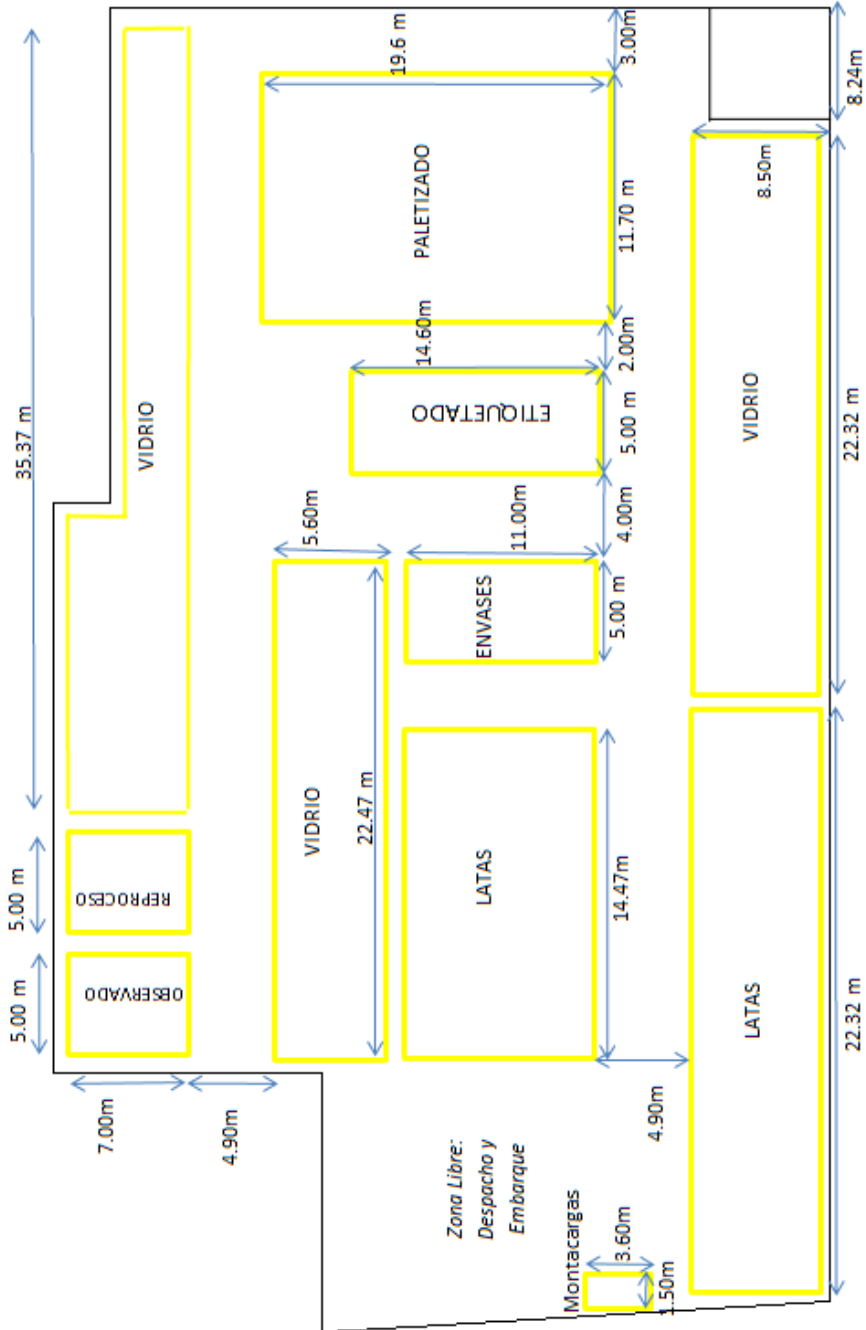 35.37 m
5.00 m
5.00 m
VIDRIO
REPROCESO
OBSERVADO
7.00m
4.90m
19.6 m
3.00m
PALETIZADO
11.70 m
14.60m
2.00m
ETIQUETADO
5.00 m
4.00m
5.60m
11.00m
ENVASES
5.00 m
VIDRIO
22.47 m
LATAS
14.47m
4.90m
Zona Libre:
Despacho y
Embarque
Montacargas
3.60m
1.50m
8.24m
8.50m
VIDRIO
22.32 m
LATAS
22.32 m